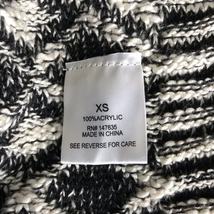 XS
100%ACRYLIC
RN# 147635
MADE IN CHINA
SEE REVERSE FOR CARE